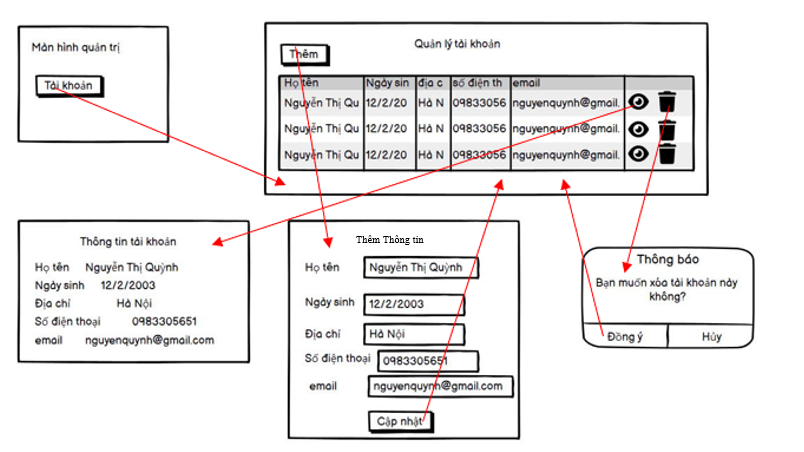 Màn hình quản trị
Tài khoản
Quản lý tài khoản
Thêm
Họ tên Ngày sin địa c số điện th email
Nguyễn Thị Qu 12/2/20 Hà N 09833056 nguyenquynh@gmail.
Nguyễn Thị Qu 12/2/20 Hà N 09833056 nguyenquynh@gmail.
Nguyễn Thị Qu 12/2/20 Hà N 09833056 nguyenquynh@gmail.
Thông tin tài khoản
Họ tên Nguyễn Thị Quỳnh
Ngày sinh 12/2/2003
Địa chỉ Hà Nội
Số điện thoại 0983305651
email nguyenquynh@gmail.com
Thêm Thông tin
Họ tên Nguyễn Thị Quỳnh
Ngày sinh 12/2/2003
Địa chỉ Hà Nội
Số điện thoại 0983305651
email nguyenquynh@gmail.com
Cập nhật
Thông báo
Bạn muốn xóa tài khoản này
không?
Đồng ý Hủy